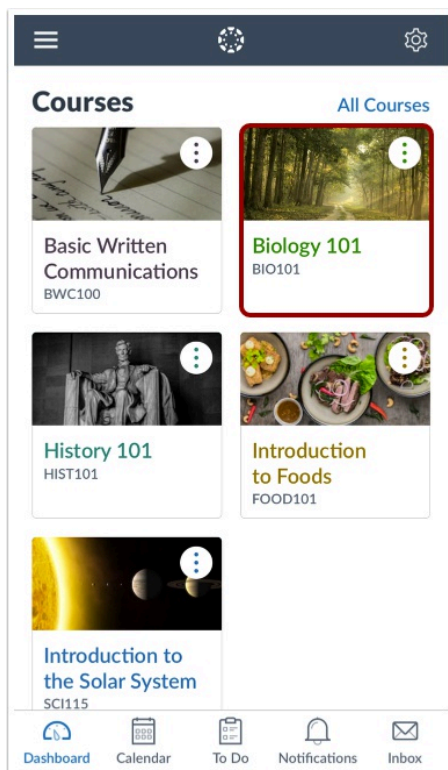 Courses
All Courses
Basic Written
Communications
BWC100
Biology 101
BIO101
History 101
HIST101
Introduction
to Foods
FOOD101
Introduction to
the Solar System
SCI115
Dashboard
Calendar
To Do
Notifications
Inbox